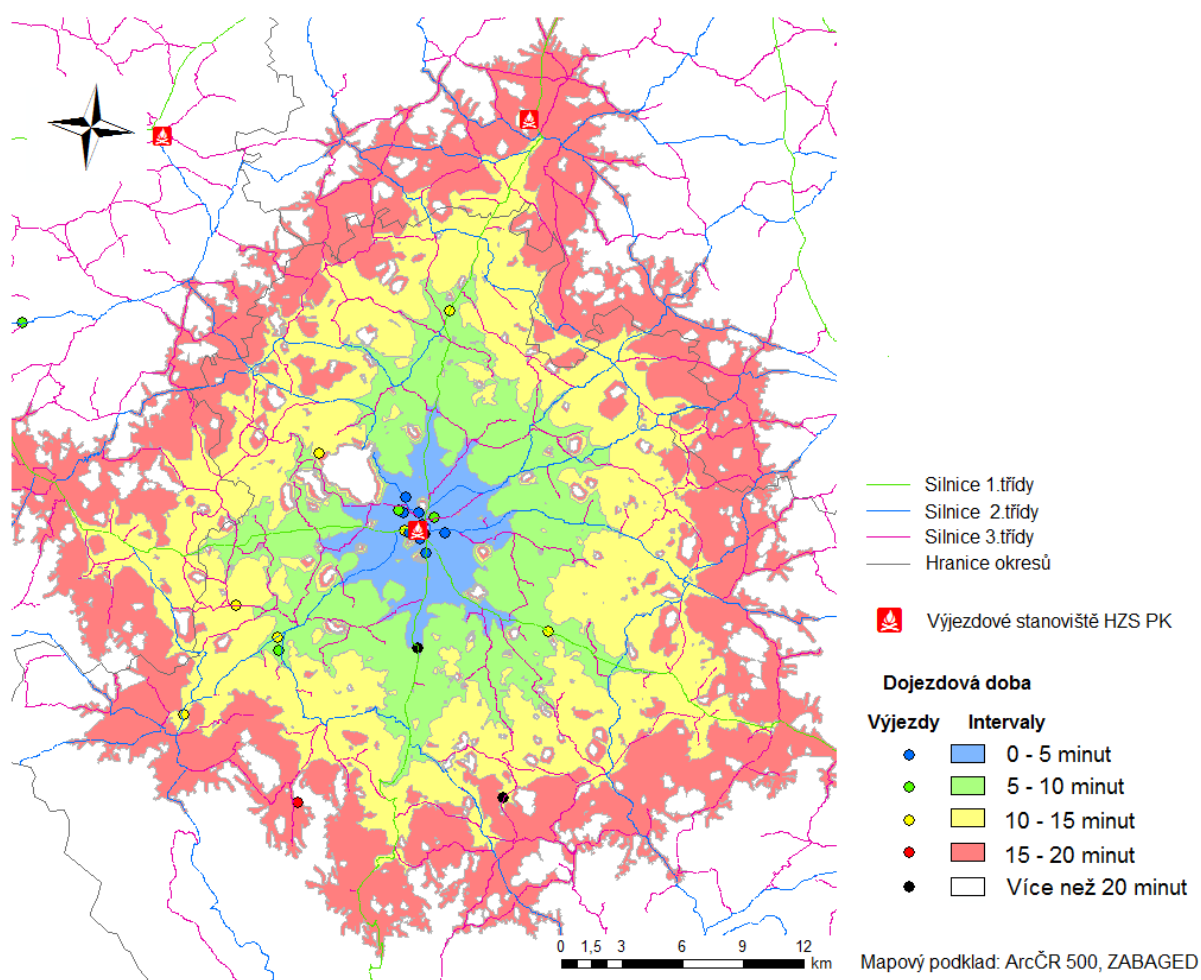 Silnice 1.třídy
Silnice 2.třídy
Silnice 3.třídy
Hranice okresů
Výjezdové stanoviště HZS PK
Dojezdová doba
Výjezdy Intervaly
0 - 5 minut
5 - 10 minut
10 - 15 minut
15 - 20 minut
Více než 20 minut
0 1,5 3 6 9 12
km
Mapový podklad: ArcČR 500, ZABAGED